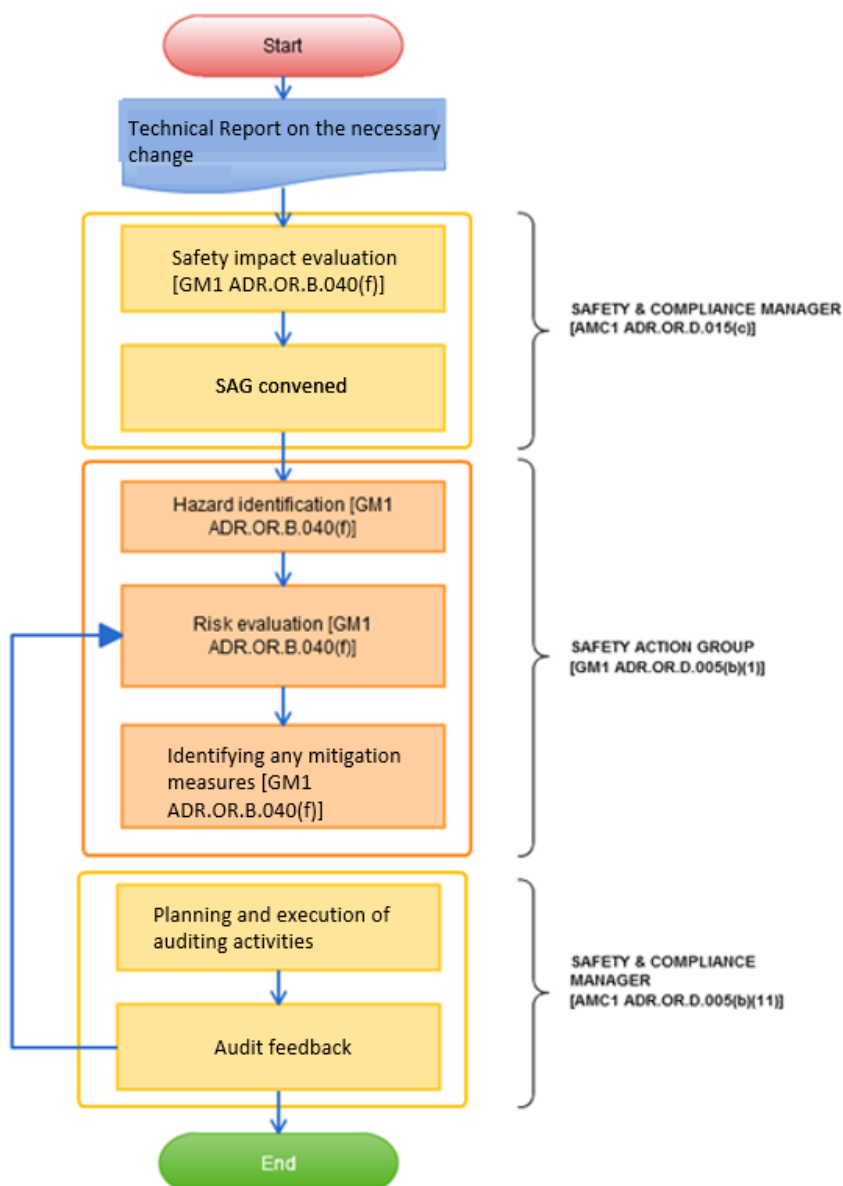 Start
Technical Report on the necessary
change
Safety impact evaluation
[GM1 ADR.OR.B.040(f)]
SAFETY & COMPLIANCE MANAGER
[AMC1 ADR.OR.D.015(c)]
SAG convened
Hazard identification [GM1
ADR.OR.B.040(f)]
Risk evaluation [GM1
ADR.OR.B.040(f)]
SAFETY ACTION GROUP
[GM1 ADR.OR.D.005(b)(1)]
Identifying any mitigation
measures [GM1
ADR.OR.B.040(f)]
Planning and execution of
auditing activities
SAFETY & COMPLIANCE
MANAGER
[AMC1 ADR.OR.D.005(b)(11)]
Audit feedback
End